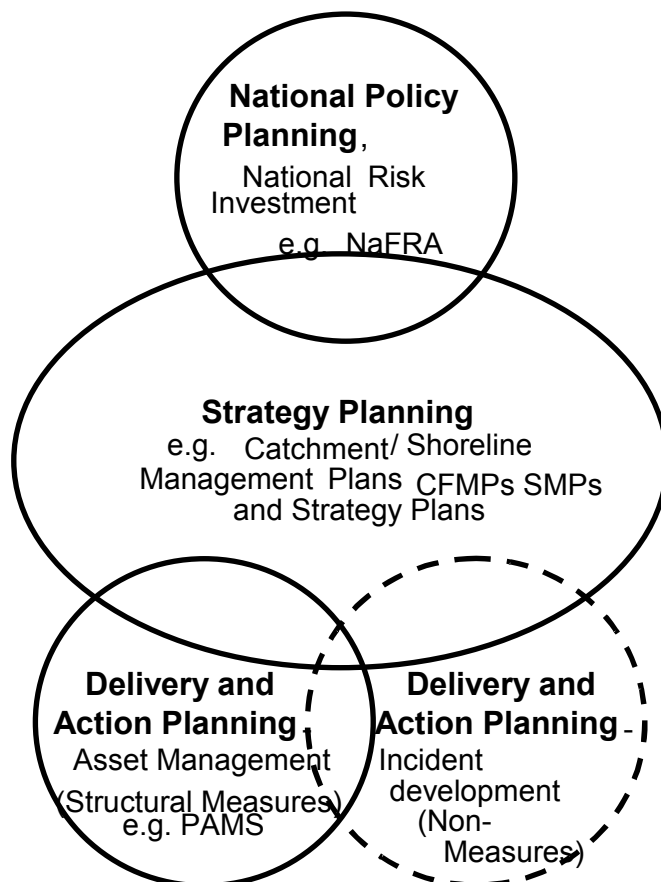 National Policy
Planning,
National Risk
Investment
e.g. NaFRA
Strategy Planning
e.g. Catchment/ Shoreline
Management Plans CFMPs SMPs
and Strategy Plans
Delivery and
Action Planning -
Asset Management
(Structural Measures)
e.g. PAMS
Delivery and
Action Planning -
Incident
development
(Non-
Measures)